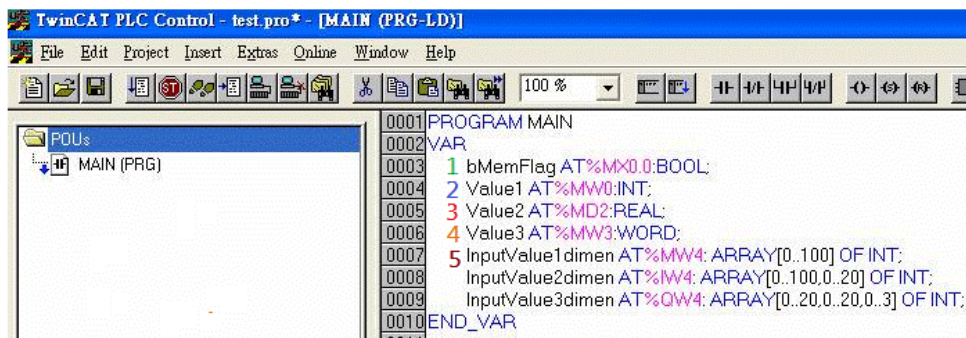 TwinCAT PLC Control - test.pro* - [MAIN (PRG-LD)]
File Edit Project Insert Extras Online Window Help
100 %
POUs
MAIN (PRG)
0001 PROGRAM MAIN
0002 VAR
0003 1 bMemFlag AT%MX0.0:BOOL;
0004 2 Value1 AT%MW0:INT;
0005 3 Value2 AT%MD2:REAL;
0006 4 Value3 AT%MW3:WORD;
0007 5 InputValue1dimen AT%MW4: ARRAY[0..100] OF INT;
0008 InputValue2dimen AT%IW4: ARRAY[0..100,0..20] OF INT;
0009 InputValue3dimen AT%QW4: ARRAY[0..20,0..20,0..3] OF INT;
0010 END_VAR